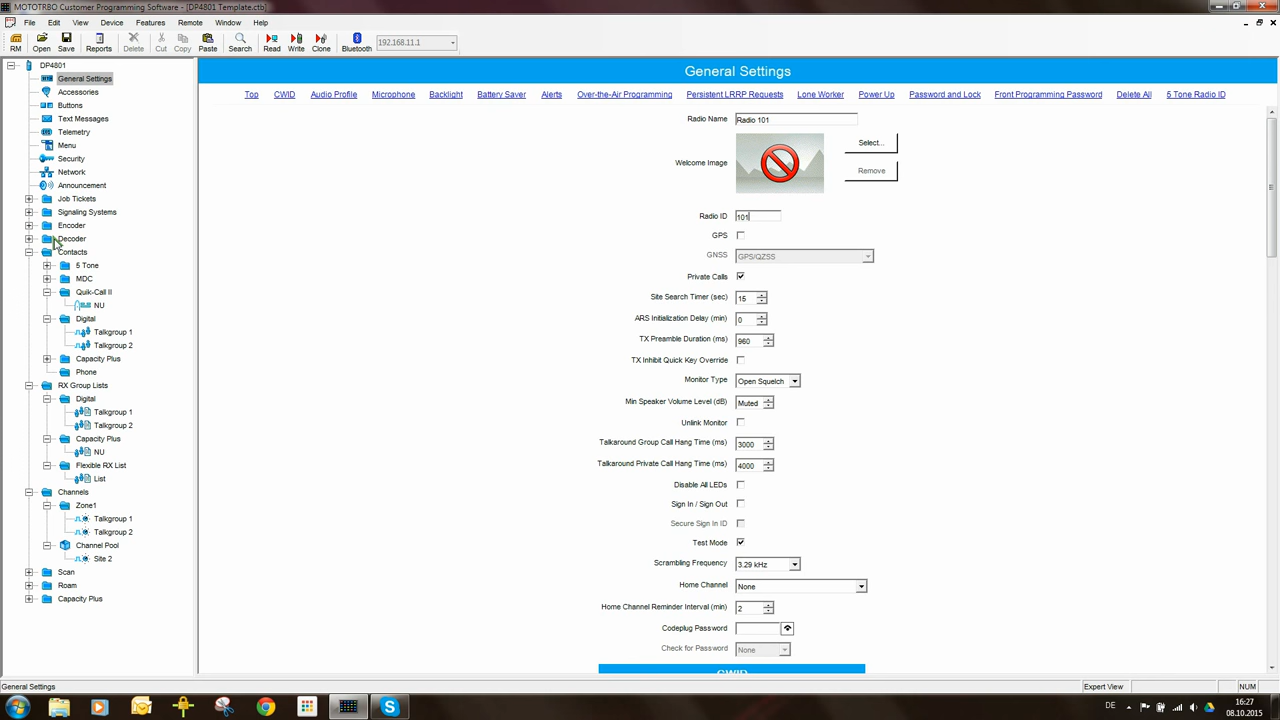 MOTOTRBO Customer Programming Software - [DP4801 Template.ctb]
File Edit View Device Features Remote Window Help
RM Open Save Reports Delete Cut Copy Paste Search Read Write Clone Bluetooth 192.168.11.1
DP4801
General Settings
Accessories
Buttons
Text Messages
Telemetry
Menu
Security
Network
Announcement
Job Tickets
Signaling Systems
Encoder
Decoder
Contacts
5 Tone
MDC
Quik-Call II
NU
Digital
Talkgroup 1
Talkgroup 2
Capacity Plus
Phone
RX Group Lists
Digital
Talkgroup 1
Talkgroup 2
Capacity Plus
NU
Flexible RX List
List
Channels
Zone1
Talkgroup 1
Talkgroup 2
Channel Pool
Site 2
Scan
Roam
Capacity Plus
General Settings
Top CWID Audio Profile Microphone Backlight Battery Saver Alerts Over-the-Air Programming Persistent LRRP Requests Lone Worker Power Up Password and Lock Front Programming Password Delete All 5 Tone Radio ID
Radio Name Radio 101
Welcome Image Select...
Remove
Radio ID 101
GPS
GNSS GPS/QZSS
Private Calls
Site Search Timer (sec) 15
ARS Initialization Delay (min) 0
TX Preamble Duration (ms) 960
TX Inhibit Quick Key Override
Monitor Type Open Squelch
Min Speaker Volume Level (dB) Muted
Unlink Monitor
Talkaround Group Call Hang Time (ms) 3000
Talkaround Private Call Hang Time (ms) 4000
Disable All LEDs
Sign In / Sign Out
Secure Sign In ID
Test Mode
Scrambling Frequency 3.29 kHz
Home Channel None
Home Channel Reminder Interval (min) 2
Codeplug Password
Check for Password None
CWID
General Settings Expert View NUM
DE 16:27
08.10.2015